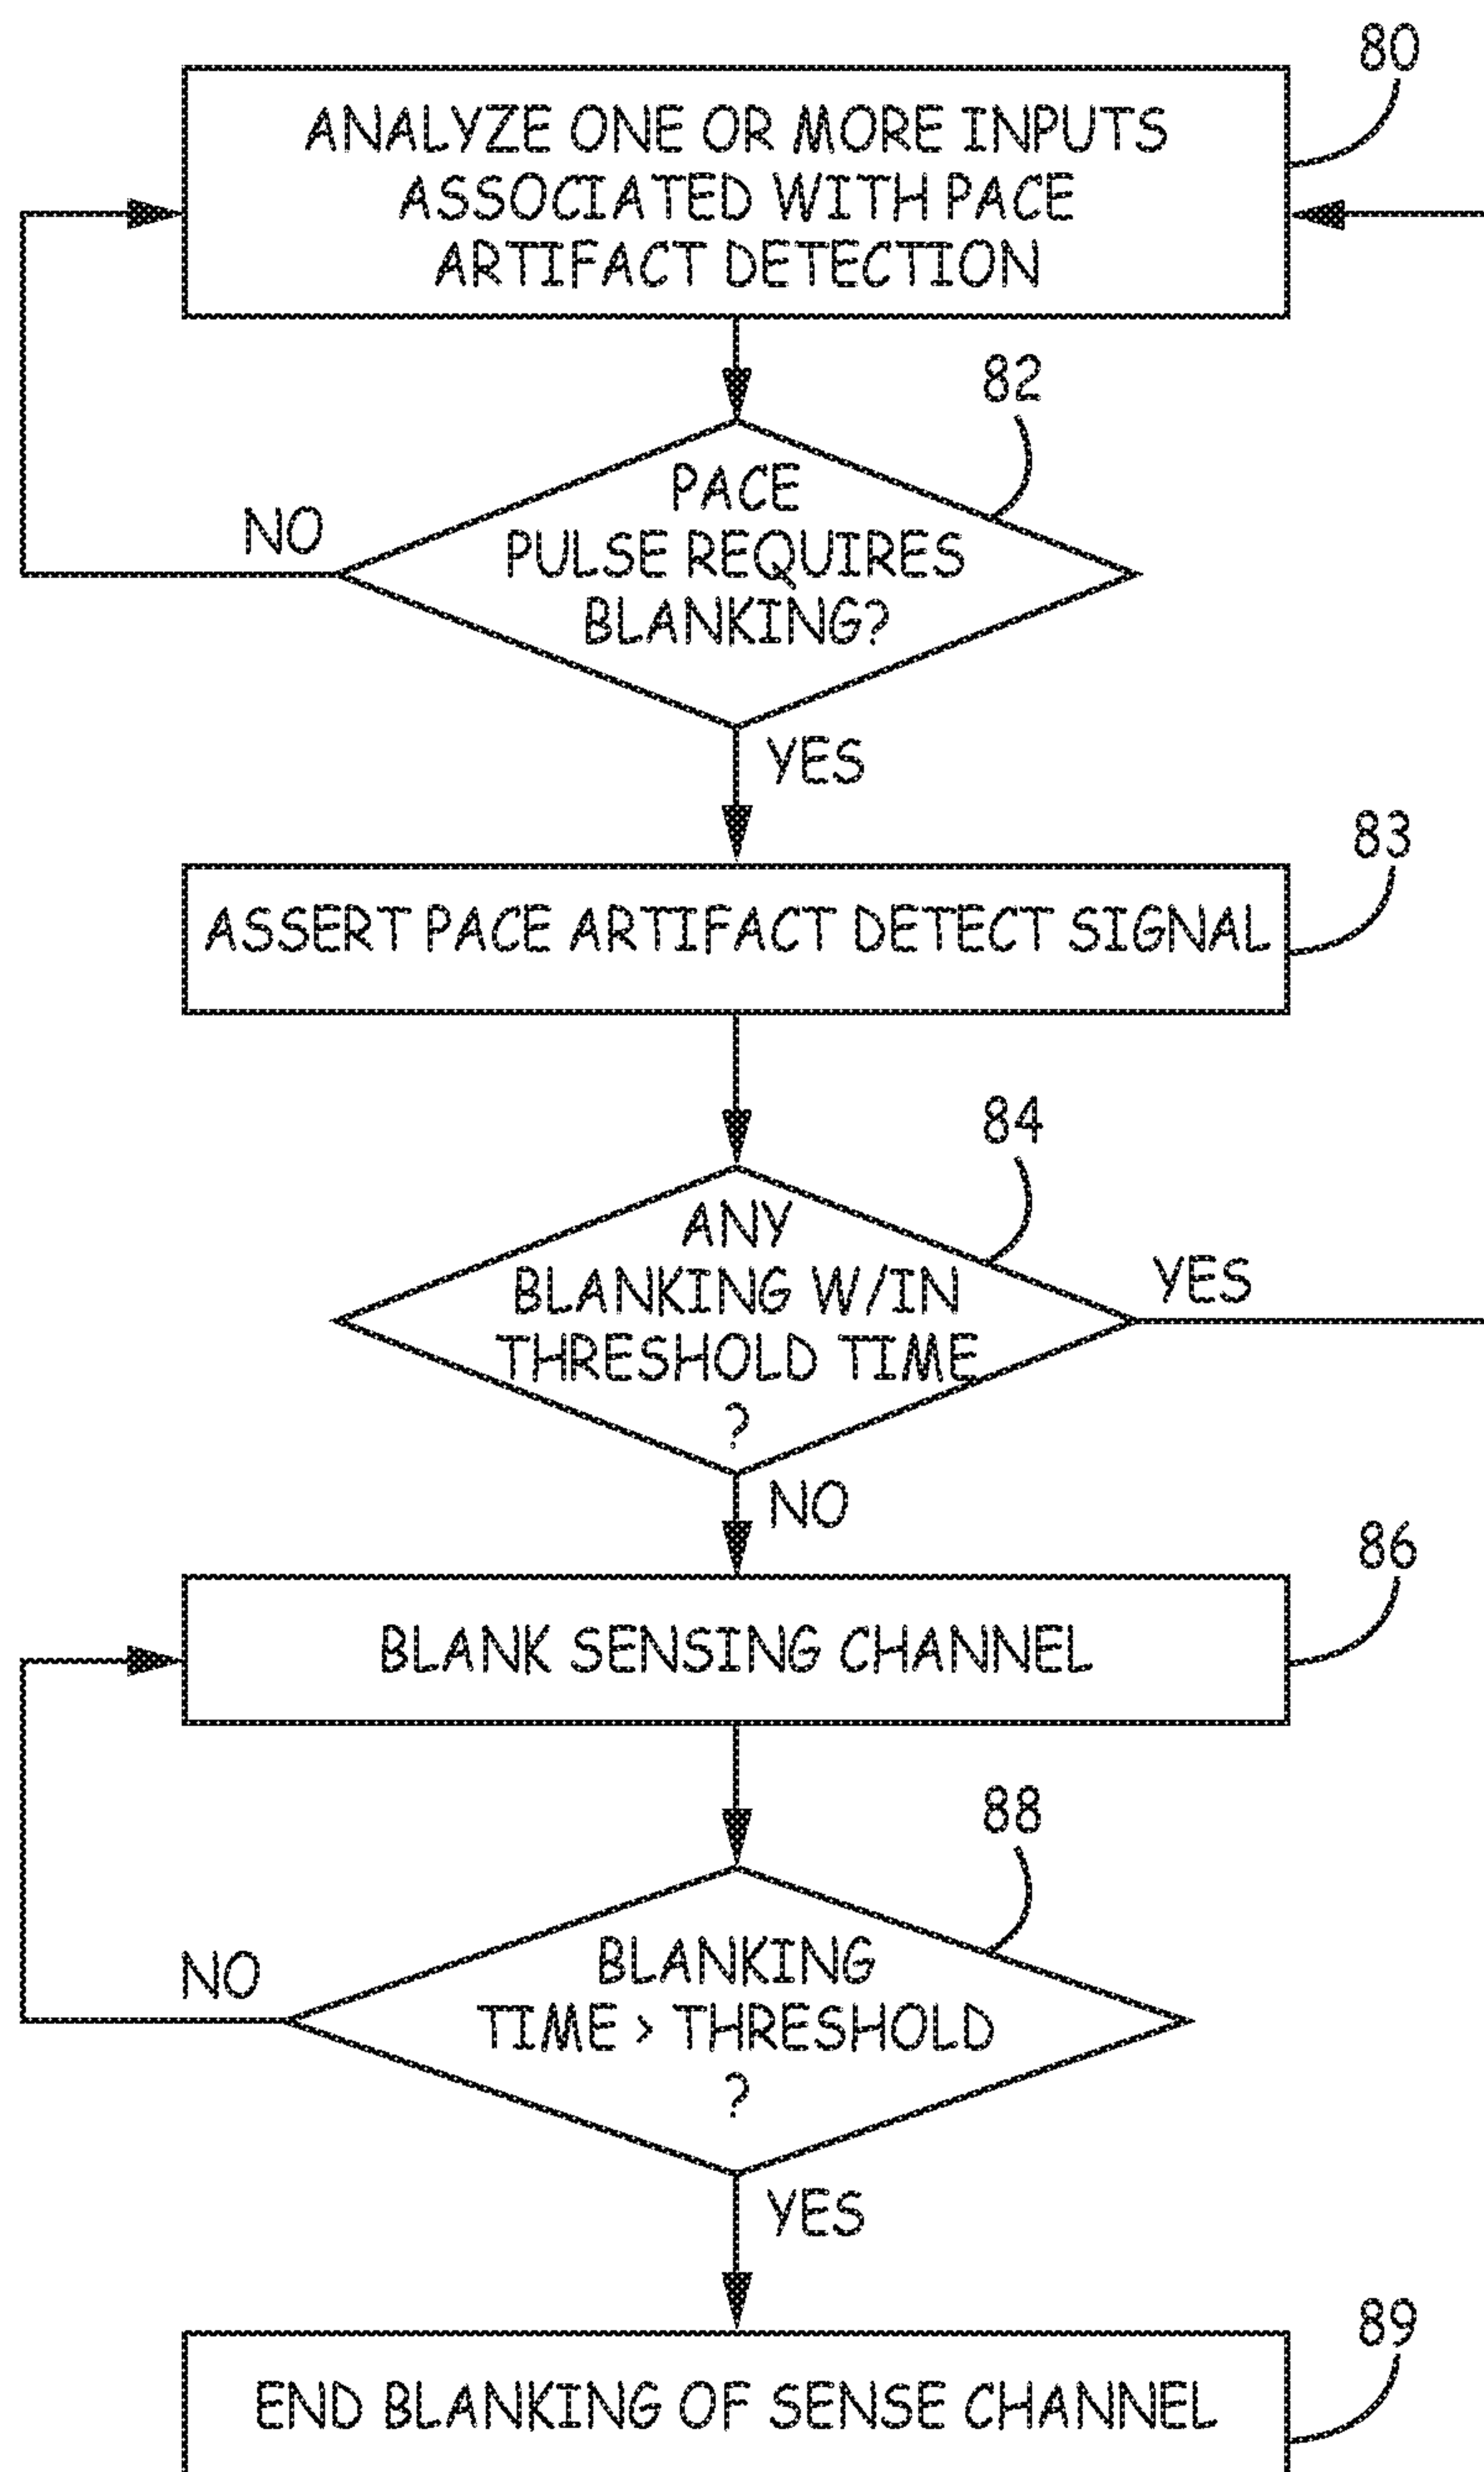 80
ANALYZE ONE OR MORE INPUTS
ASSOCIATED WITH PACE
ARTIFACT DETECTION
82
PACE
PULSE REQUIRES
BLANKING?
NO
YES
83
ASSERT PACE ARTIFACT DETECT SIGNAL
84
ANY
BLANKING W/IN
THRESHOLD TIME
?
YES
NO
86
BLANK SENSING CHANNEL
88
BLANKING
TIME > THRESHOLD
?
NO
YES
89
END BLANKING OF SENSE CHANNEL